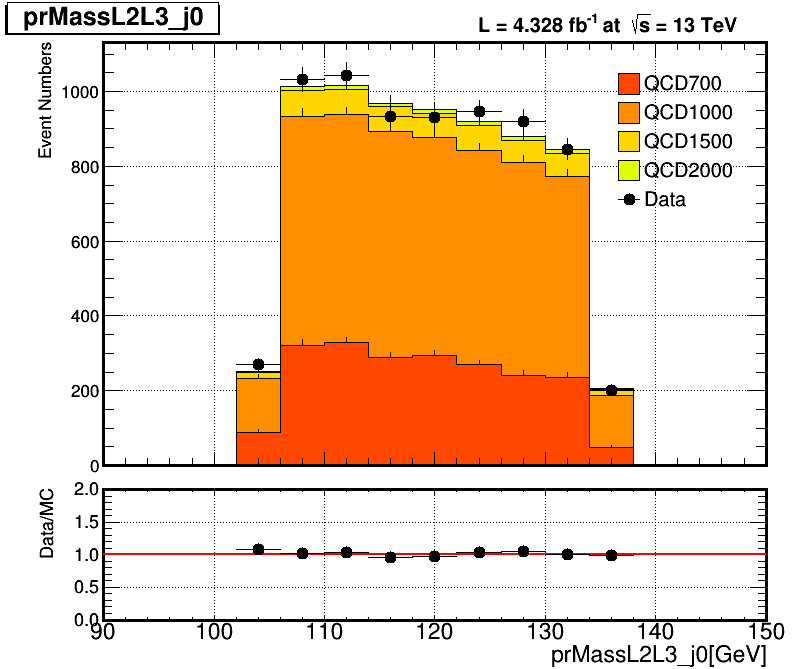 prMassL2L3_j0
L = 4.328 fb⁻¹ at √s = 13 TeV
Event Numbers
1000
800
600
400
200
0
QCD700
QCD1000
QCD1500
QCD2000
Data
Data/MC
2.0
1.5
1.0
0.5
0.0
90 100 110 120 130 140 150
prMassL2L3_j0[GeV]